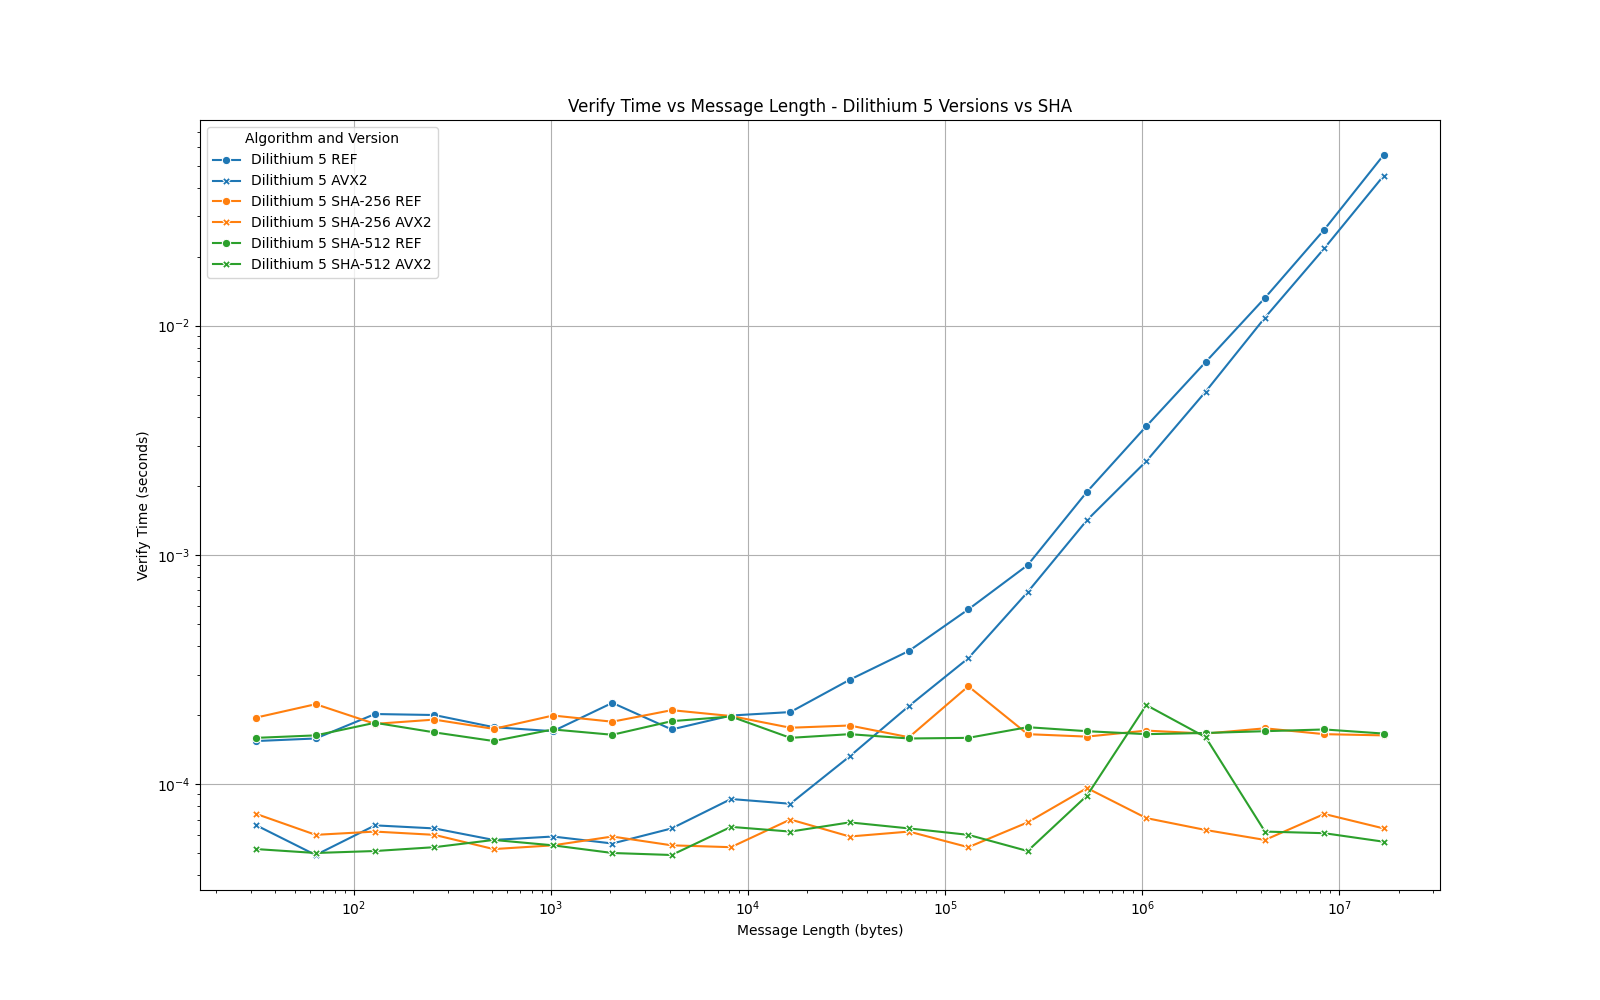 Verify Time vs Message Length - Dilithium 5 Versions vs SHA
Algorithm and Version
Dilithium 5 REF
Dilithium 5 AVX2
Dilithium 5 SHA-256 REF
Dilithium 5 SHA-256 AVX2
Dilithium 5 SHA-512 REF
Dilithium 5 SHA-512 AVX2
Verify Time (seconds)
10⁻²
10⁻³
10⁻⁴
10² 10³ 10⁴ 10⁵ 10⁶ 10⁷
Message Length (bytes)